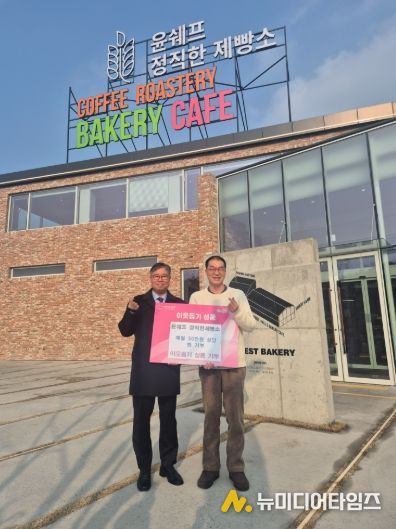 윤쉐프
정직한 제빵소
COFFEE ROASTERY
BAKERY CAFE
이웃돕기 성품
윤쉐프 정직한제빵소
매월 30만원 상당
빵 기부
이웃돕기 성품 기부
EST BAKERY
뉴미디어타임즈